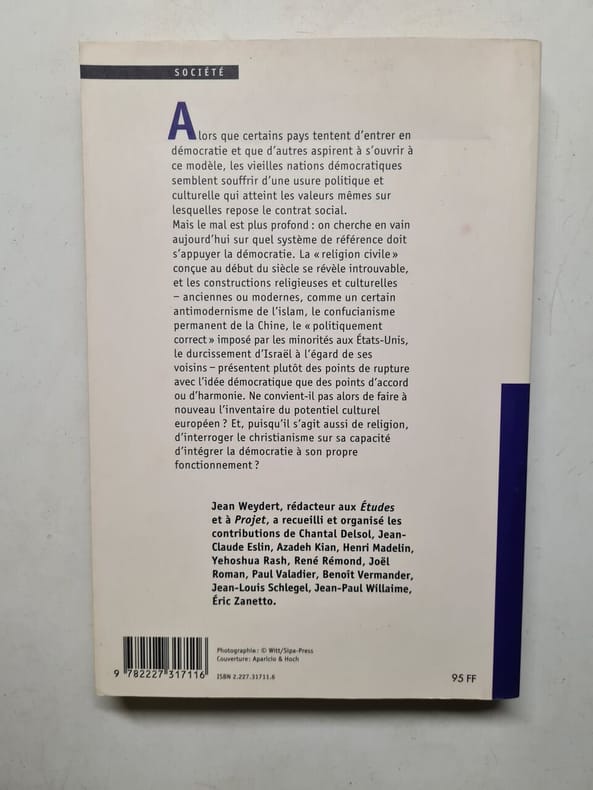 SOCIÉTÉ
Alors que certains pays tentent d'entrer en
démocratie et que d'autres aspirent à s'ouvrir à
ce modèle, les vieilles nations démocratiques
semblent souffrir d'une usure politique et
culturelle qui atteint les valeurs mêmes sur
lesquelles repose le contrat social.
Mais le mal est plus profond : on cherche en vain
aujourd'hui sur quel système de référence doit
s'appuyer la démocratie. La « religion civile »
conçue au début du siècle se révèle introuvable,
et les constructions religieuses et culturelles
– anciennes ou modernes, comme un certain
antimodernisme de l'islam, le confucianisme
permanent de la Chine, le « politiquement
correct » imposé par les minorités aux États-Unis,
le durcissement d'Israël à l'égard de ses
voisins – présentent plutôt des points de rupture
avec l'idée démocratique que des points d'accord
ou d'harmonie. Ne convient-il pas alors de faire à
nouveau l'inventaire du potentiel culturel
européen ? Et, puisqu'il s'agit aussi de religion,
d'interroger le christianisme sur sa capacité
d'intégrer la démocratie à son propre
fonctionnement ?
Jean Weydert, rédacteur aux Études
et à Projet, a recueilli et organisé les
contributions de Chantal Delsol, Jean-
Claude Eslin, Azadeh Kian, Henri Madelin,
Yehoshua Rash, René Rémond, Joël
Roman, Paul Valadier, Benoît Vermander,
Jean-Louis Schlegel, Jean-Paul Willaime,
Éric Zanetto.
Photographie : © Witt/Sipa-Press
Couverture : Aparicio & Hoch
9 782227 317116
ISBN 2.227.31711.6
95 FF